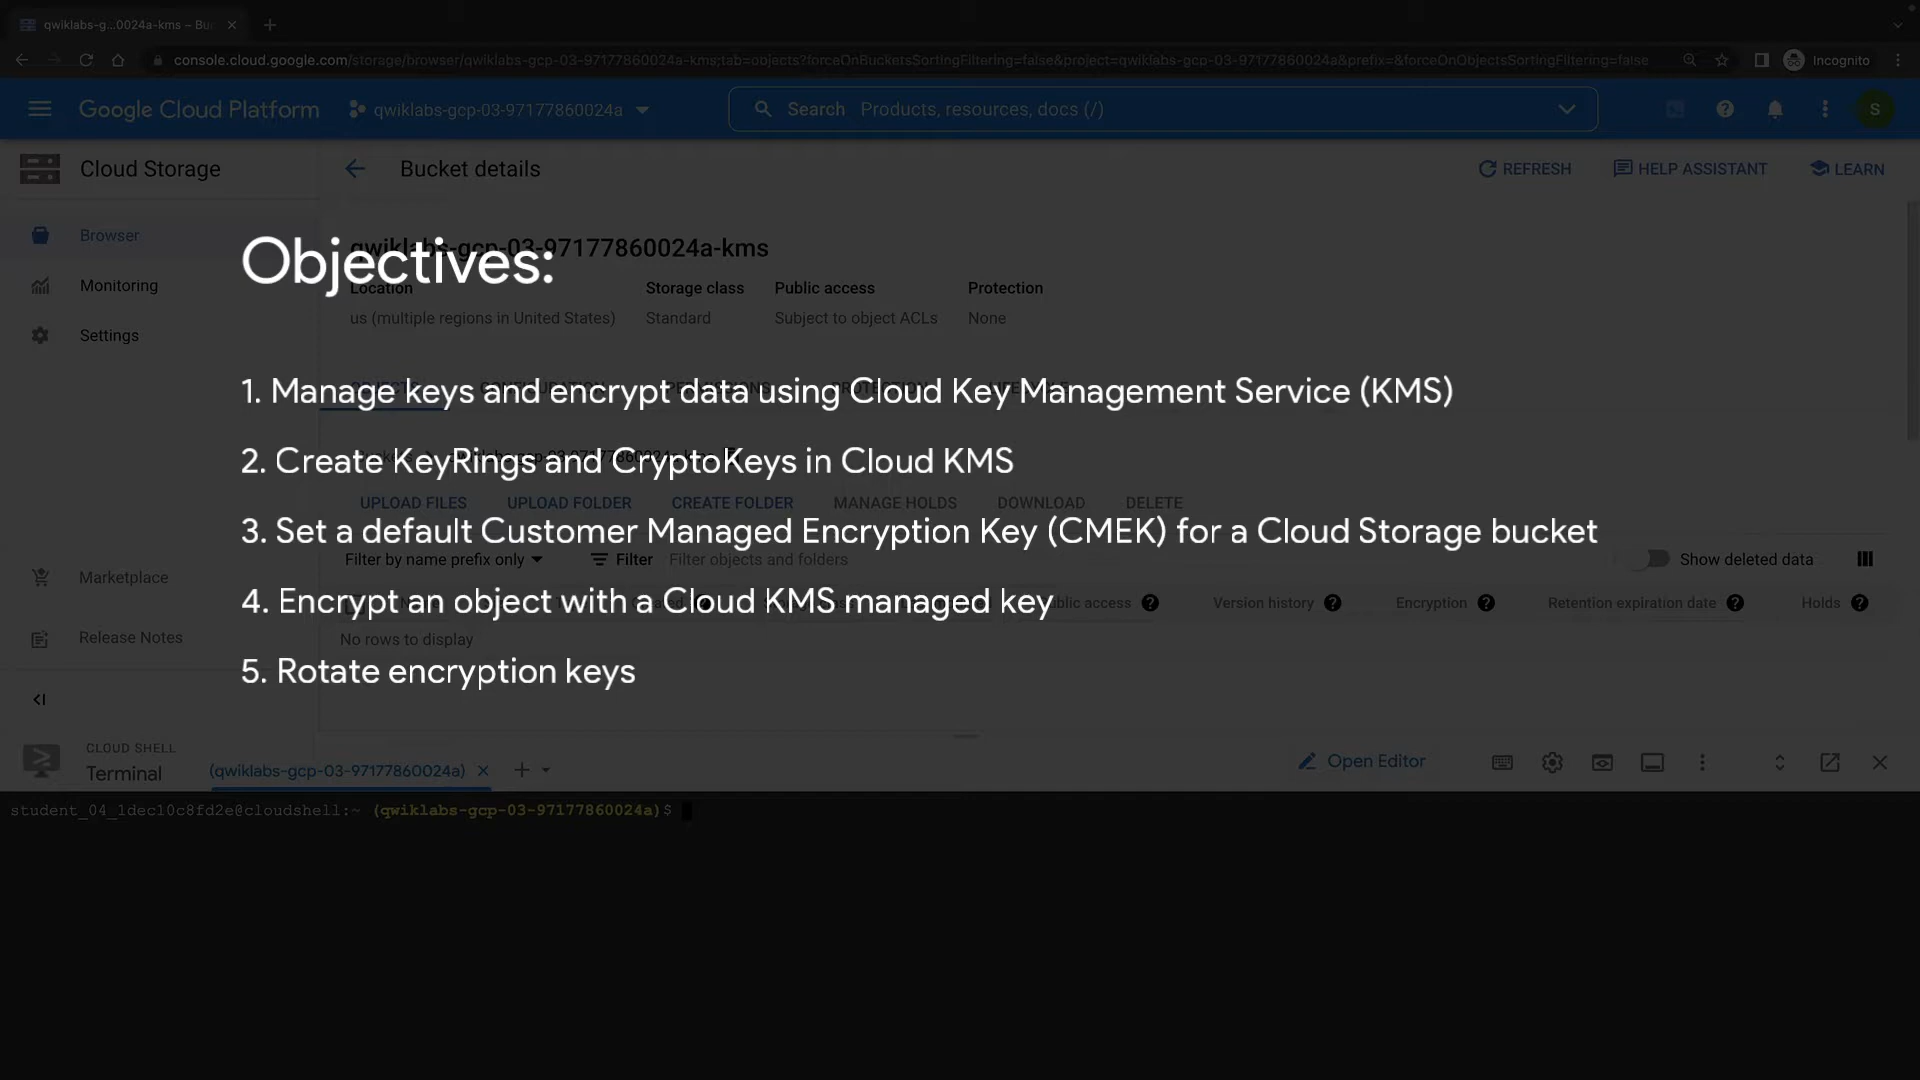 qwiklabs-g...0024a-kms – Bu
console.cloud.google.com/storage/browser/qwiklabs-gcp-03-97177860024a-kms;tab=objects?forceOnBucketsSortingFiltering=false&project=qwiklabs-gcp-03-97177860024a&prefix=&forceOnObjectsSortingFiltering=false
Incognito
Google Cloud Platform
qwiklabs-gcp-03-97177860024a
Search Products, resources, docs (/)
S
Cloud Storage
Bucket details
REFRESH
HELP ASSISTANT
LEARN
Browser
Monitoring
Settings
Marketplace
Release Notes
qwiklabs-gcp-03-97177860024a-kms
Objectives:
Location Storage class Public access Protection
us (multiple regions in United States) Standard Subject to object ACLs None
1. Manage keys and encrypt data using Cloud Key Management Service (KMS)
2. Create KeyRings and CryptoKeys in Cloud KMS
UPLOAD FILES UPLOAD FOLDER CREATE FOLDER MANAGE HOLDS DOWNLOAD DELETE
3. Set a default Customer Managed Encryption Key (CMEK) for a Cloud Storage bucket
Filter by name prefix only Filter Filter objects and folders Show deleted data
4. Encrypt an object with a Cloud KMS managed key
Public access Version history Encryption Retention expiration date Holds
No rows to display
5. Rotate encryption keys
CLOUD SHELL
Terminal
(qwiklabs-gcp-03-97177860024a)
Open Editor
student_04_1dec10c8fd2e@cloudshell:~ (qwiklabs-gcp-03-97177860024a)$